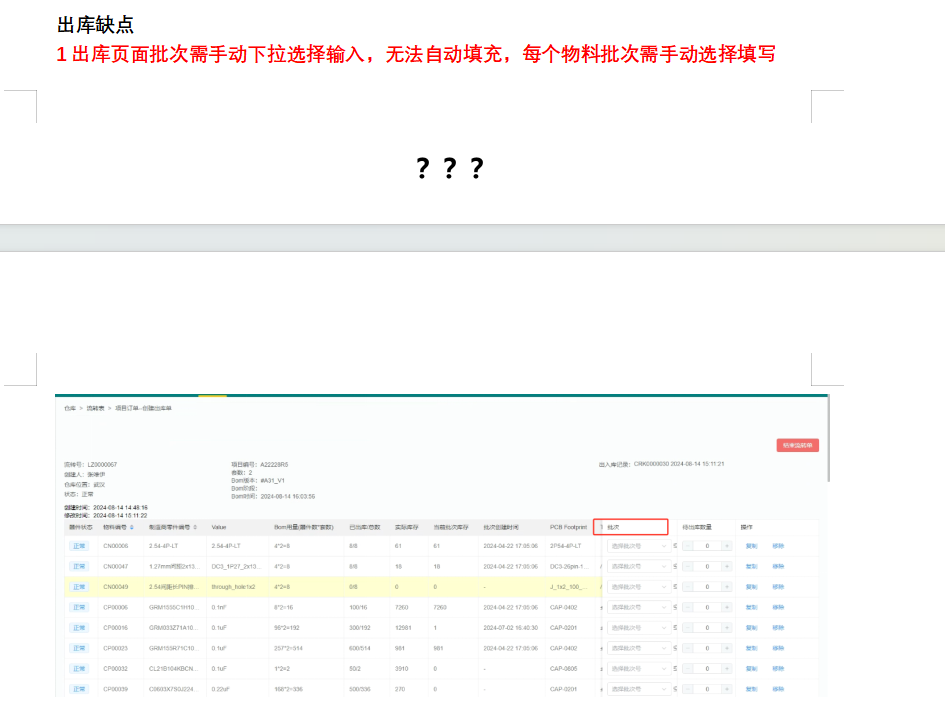 出库缺点
1 出库页面批次需手动下拉选择输入，无法自动填充，每个物料批次需手动选择填写
? ? ?
仓库 > 流转表 > 项目订单--创建出库单
结束流转单
流转号: LZ0000067 项目编号: A22228R5 出入库记录: CRK0000030 2024-08-14 15:11:21
套数: 2
仓库位置: 武汉 Bom版本: #A31_V1
状态: 正常 Bom阶段:
Bom时间: 2024-08-14 16:03:56
创建时间: 2024-08-14 14:48:16
修改时间: 2024-08-14 15:11:22
器件状态 物料编号 制造商零件编号 Value Bom用量(器件数*套数) 已出库/总数 实际库存 当前批次库存 批次创建时间 PCB Footprint 批次 待出库数量 操作
正常 CN00006 2.54-4P-LT 2.54-4P-LT 4*2=8 8/8 61 61 2024-04-22 17:05:06 2P54-4P-LT 选择批次号 0 复制 移除
正常 CN00047 1.27mm间距2x13... DC3_1P27_2x13... 4*2=8 8/8 18 18 2024-04-22 17:05:06 DC3-26pn-1... 选择批次号 0 复制 移除
正常 CN00049 2.54间距长PIN排... through_hole1x2 4*2=8 0/8 0 0 - J_1x2_100_... 选择批次号 0 复制 移除
正常 CP00006 GRM1555C1H10... 0.1nF 8*2=16 100/16 7260 7260 2024-04-22 17:05:06 CAP-0402 选择批次号 0 复制 移除
正常 CP00016 GRM033Z71A10... 0.1uF 96*2=192 300/192 12981 1 2024-07-02 16:40:30 CAP-0201 选择批次号 0 复制 移除
正常 CP00023 GRM155R71C10... 0.1uF 257*2=514 600/514 981 981 2024-04-22 17:05:06 CAP-0402 选择批次号 0 复制 移除
正常 CP00032 CL21B104KBCN... 0.1uF 1*2=2 50/2 3910 0 - CAP-0805 选择批次号 0 复制 移除
正常 CP00039 C0603X7S0J224... 0.22uF 168*2=336 500/336 270 0 - CAP-0201 选择批次号 0 复制 移除